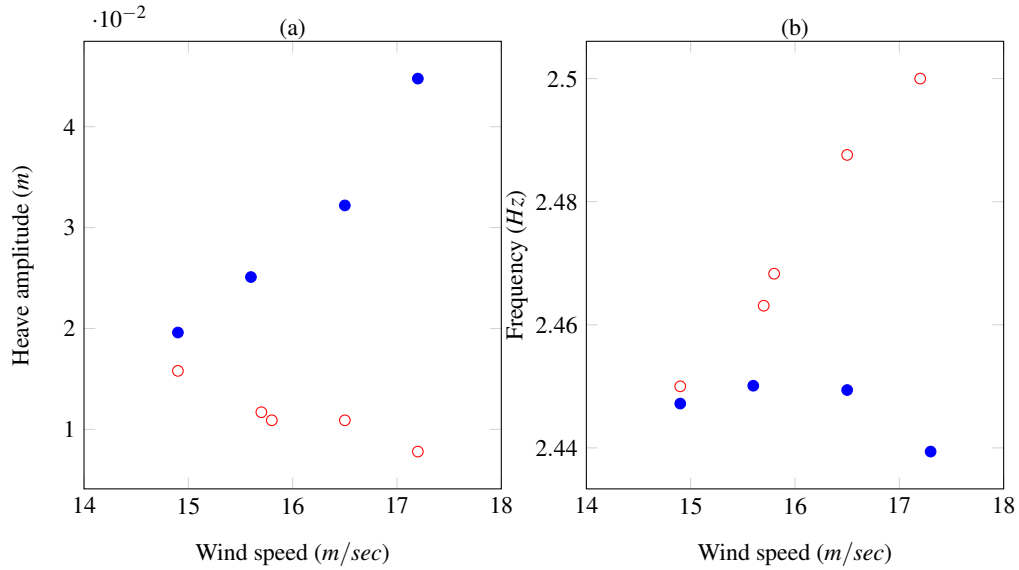 ·10⁻²
(a)
4
3
2
1
14 15 16 17 18
Heave amplitude (m)
Wind speed (m/sec)
(b)
2.5
2.48
2.46
2.44
14 15 16 17 18
Frequency (Hz)
Wind speed (m/sec)